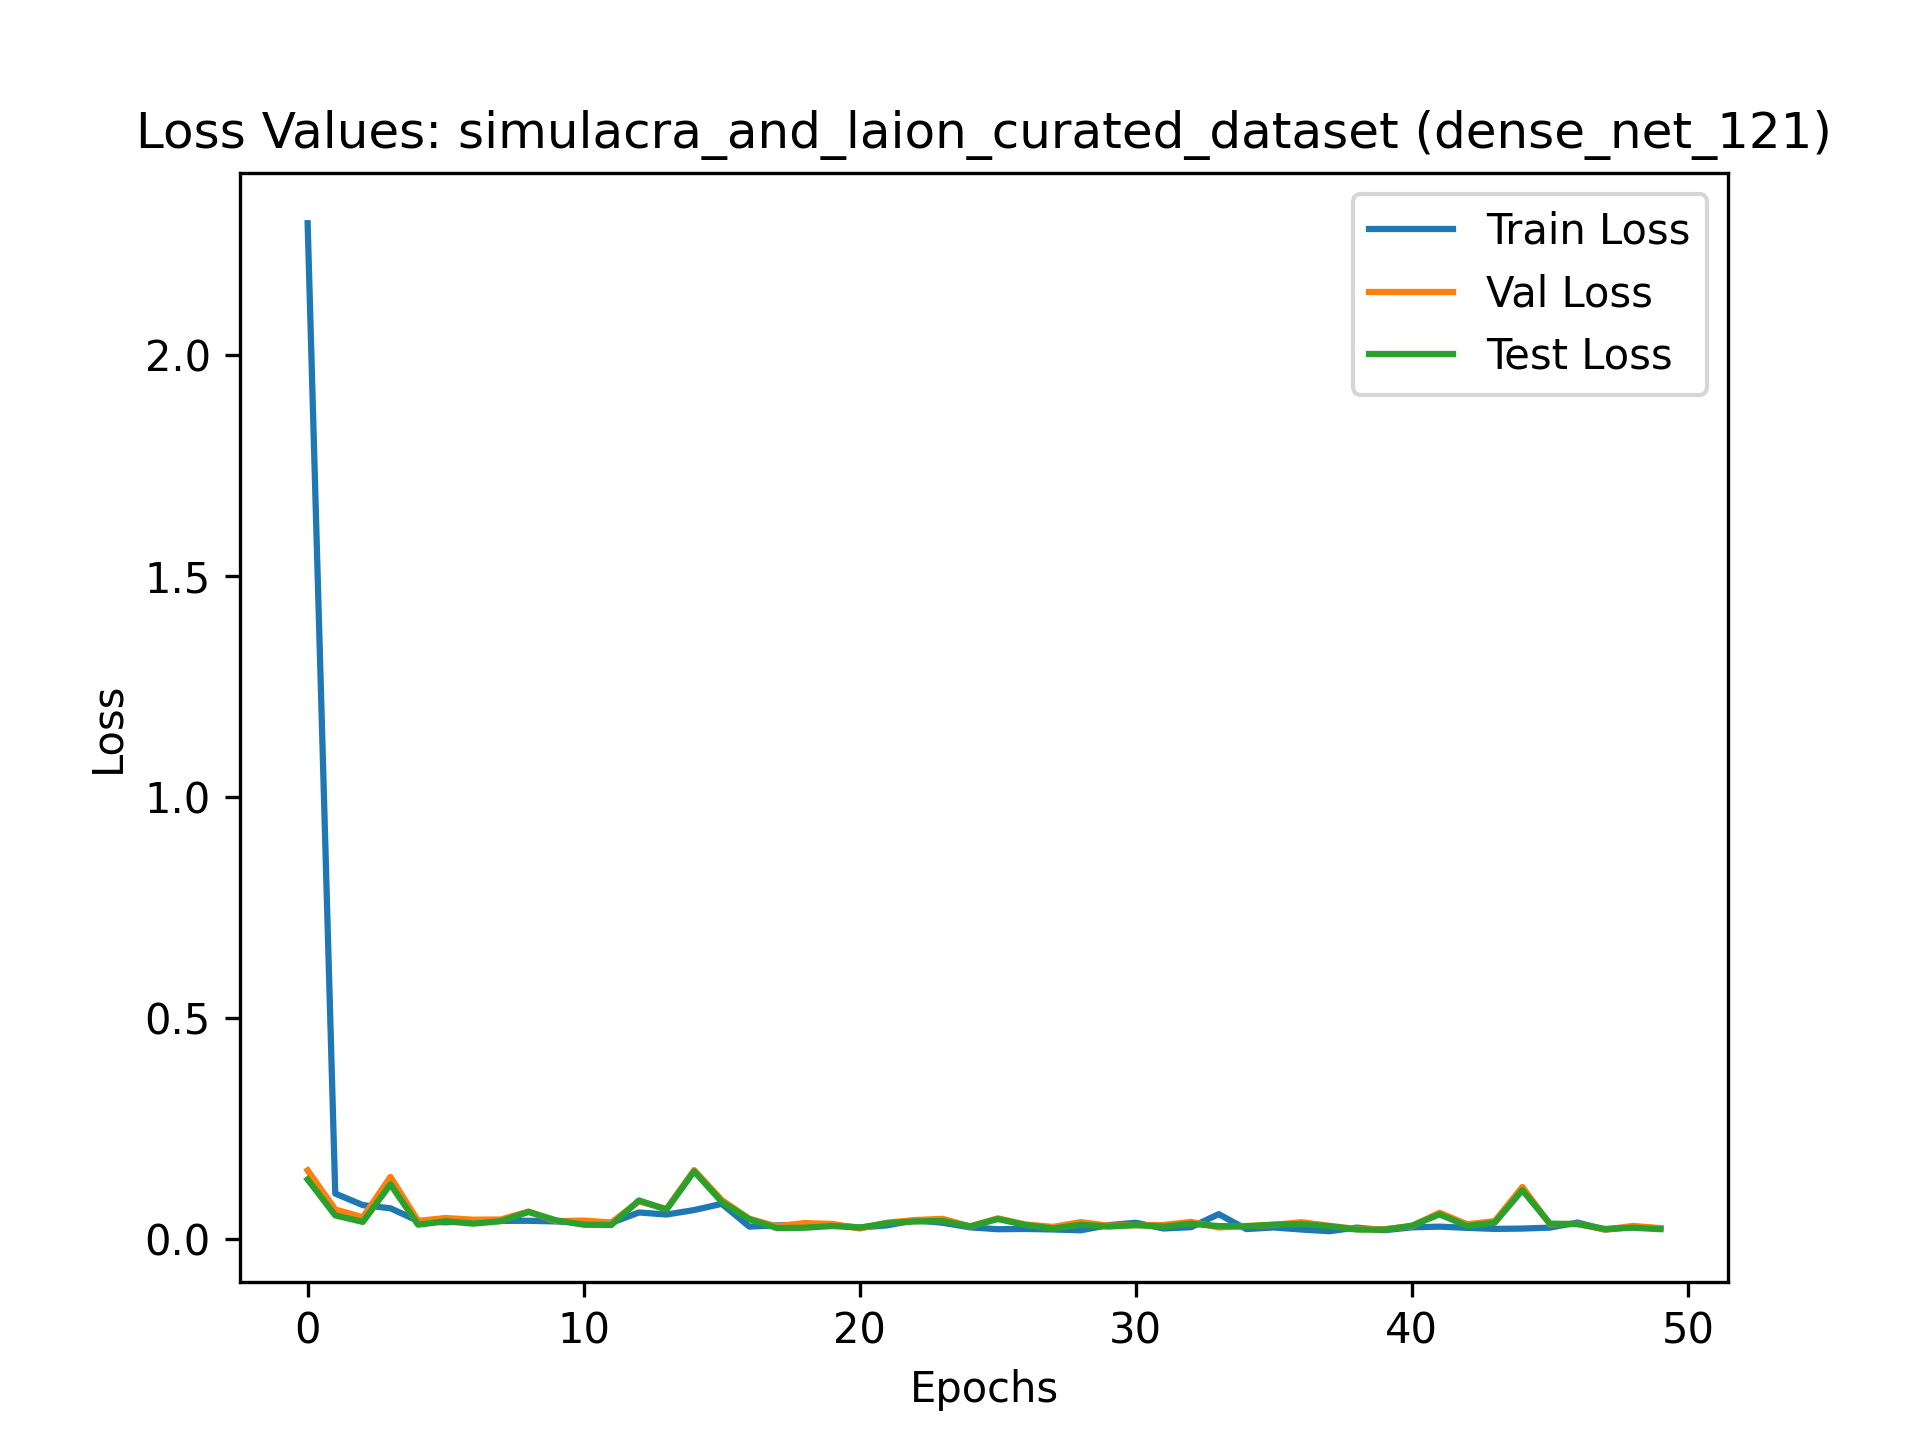 Loss Values: simulacra_and_laion_curated_dataset (dense_net_121)
Train Loss
Val Loss
Test Loss
2.0
1.5
1.0
0.5
0.0
Loss
0 10 20 30 40 50
Epochs